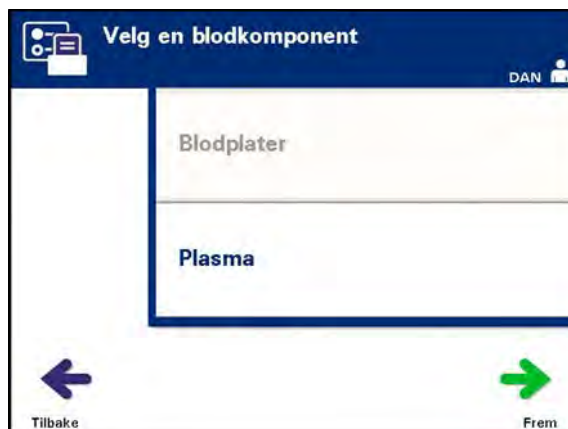 Velg en blodkomponent
DAN
Blodplater
Plasma
Tilbake
Frem